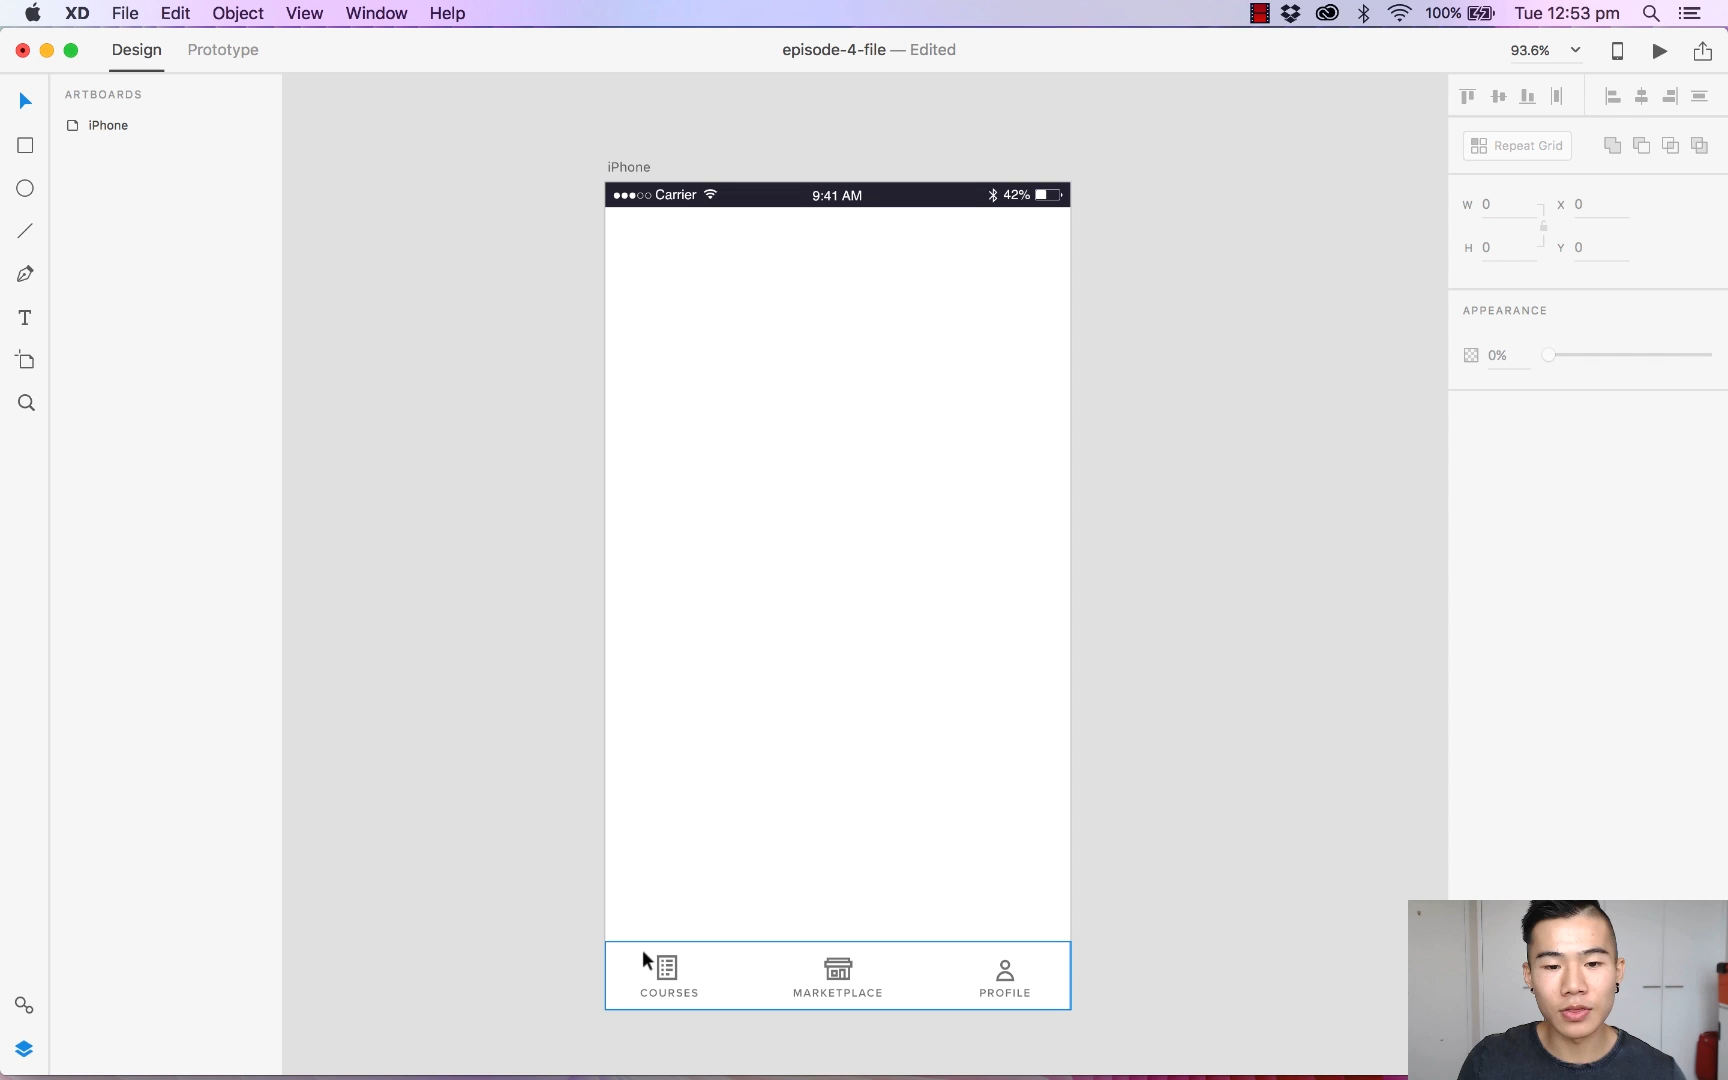 XD File Edit Object View Window Help 100% Tue 12:53 pm
Design Prototype episode-4-file — Edited 93.6%
ARTBOARDS
iPhone
iPhone
Carrier 9:41 AM 42%
COURSES MARKETPLACE PROFILE
Repeat Grid
W 0 X 0
H 0 Y 0
APPEARANCE
0%